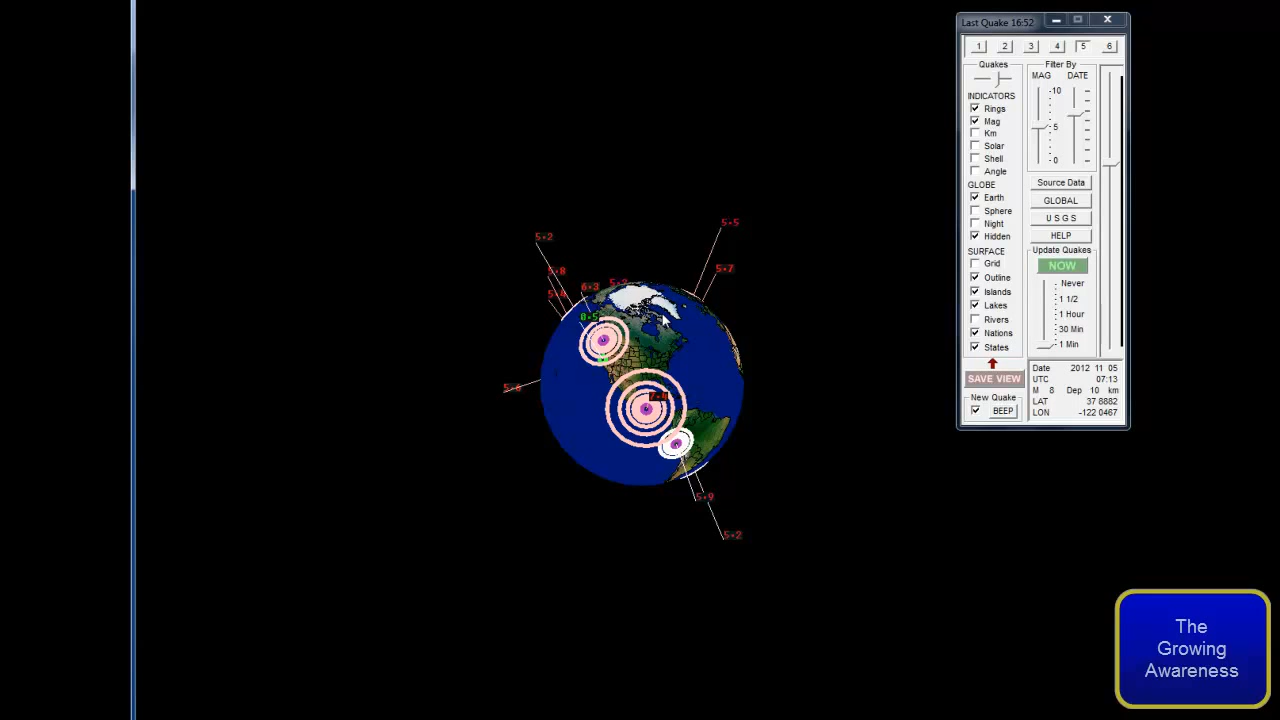 Last Quake 16:52
1 2 3 4 5 6
Quakes
INDICATORS
Rings
Mag
Km
Solar
Shell
Angle
GLOBE
Earth
Sphere
Night
Hidden
SURFACE
Grid
Outline
Islands
Lakes
Rivers
Nations
States
SAVE VIEW
New Quake
BEEP
Filter By
MAG DATE
-10
-5
-0
Source Data
GLOBAL
U S G S
HELP
Update Quakes
NOW
Never
1 1/2
1 Hour
30 Min
1 Min
Date 2012 11 05
UTC 07:13
M 8 Dep 10 km
LAT 37 8882
LON -122 0467
5•5
5•2
5•8
5•7
6•3
5•4
5•9
5•2
The
Growing
Awareness